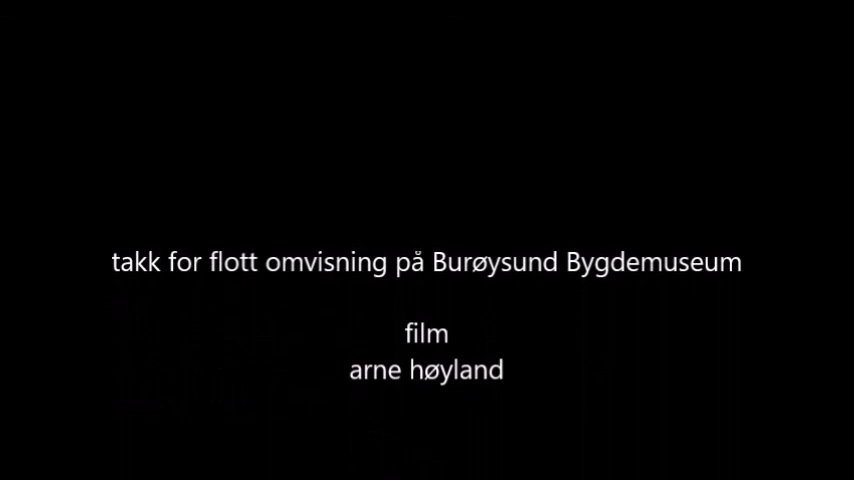 takk for flott omvisning på Burøysund Bygdemuseum
film
arne høyland